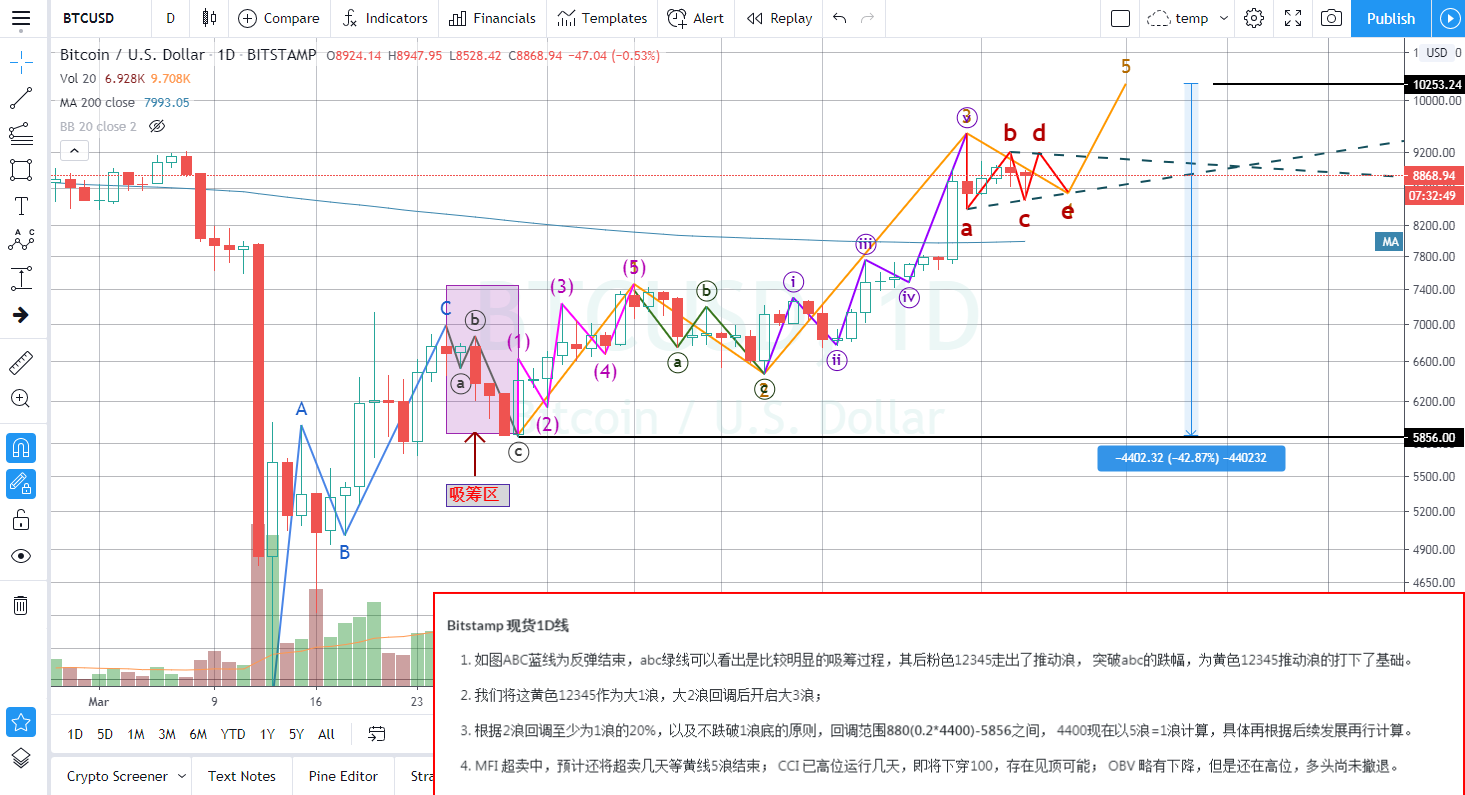 BTCUSD D Compare Indicators Financials Templates Alert Replay temp Publish
Bitcoin / U.S. Dollar · 1D · BITSTAMP O8924.14 H8947.95 L8528.42 C8868.94 −47.04 (−0.53%)
USD
Vol 20 6.928K 9.708K
MA 200 close 7993.05
BB 20 close 2
5
10253.24
10000.00
v
b d
9200.00
8868.94
07:32:49
a c e
8200.00
MA
iii
7800.00
(3) (5) b i iv
7400.00
C b (1)
7000.00
BTCUSD, 1D
a (4) a ii
6600.00
A (2) c 2
6200.00
Bitcoin / U.S. Dollar
c
5856.00
−4402.32 (−42.87%) −440232
吸筹区
5500.00
5200.00
B
4900.00
4650.00
Mar 9 16 23
1D 5D 1M 3M 6M YTD 1Y 5Y All
Crypto Screener Text Notes Pine Editor Stra
Bitstamp 现货1D线
1. 如图ABC蓝线为反弹结束，abc绿线可以看出是比较明显的吸筹过程，其后粉色12345走出了推动浪， 突破abc的跌幅，为黄色12345推动浪的打下了基础。
2. 我们将这黄色12345作为大1浪，大2浪回调后开启大3浪；
3. 根据2浪回调至少为1浪的20%，以及不跌破1浪底的原则，回调范围880(0.2*4400)-5856之间， 4400现在以5浪=1浪计算，具体再根据后续发展再行计算。
4. MFI 超卖中，预计还将超卖几天等黄线5浪结束； CCI 已高位运行几天，即将下穿100，存在见顶可能； OBV 略有下降，但是还在高位，多头尚未撤退。